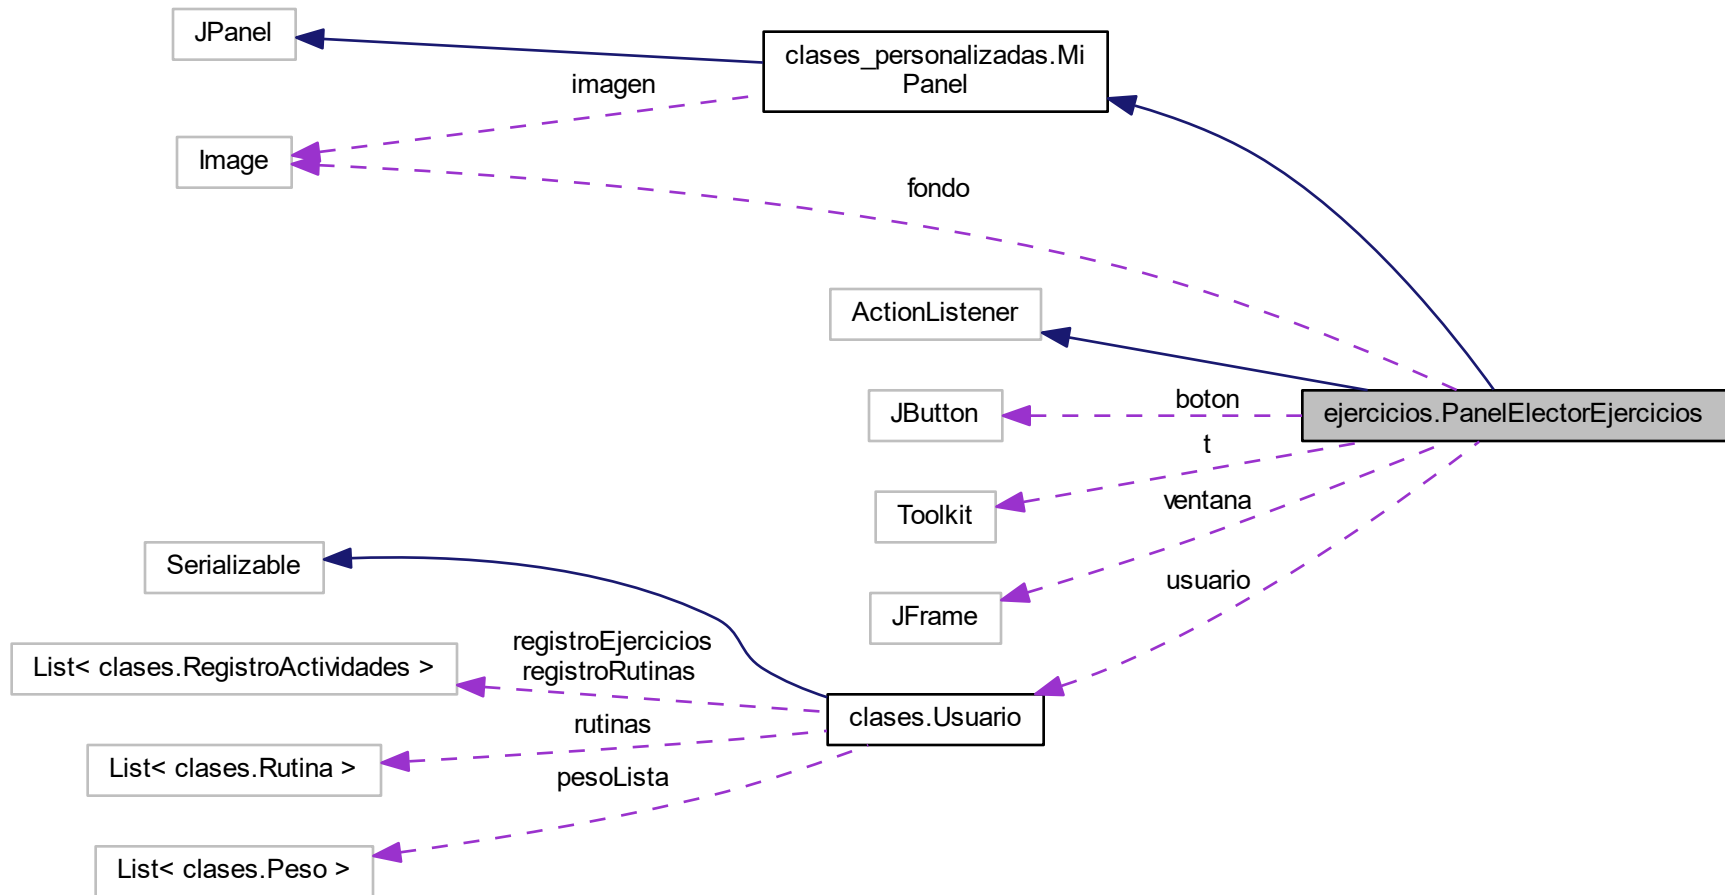 JPanel
clases_personalizadas.Mi
Panel
imagen
Image
fondo
ActionListener
JButton
boton
ejercicios.PanelElectorEjercicios
t
Toolkit
ventana
Serializable
usuario
JFrame
registroEjercicios
registroRutinas
List< clases.RegistroActividades >
rutinas
clases.Usuario
List< clases.Rutina >
pesoLista
List< clases.Peso >